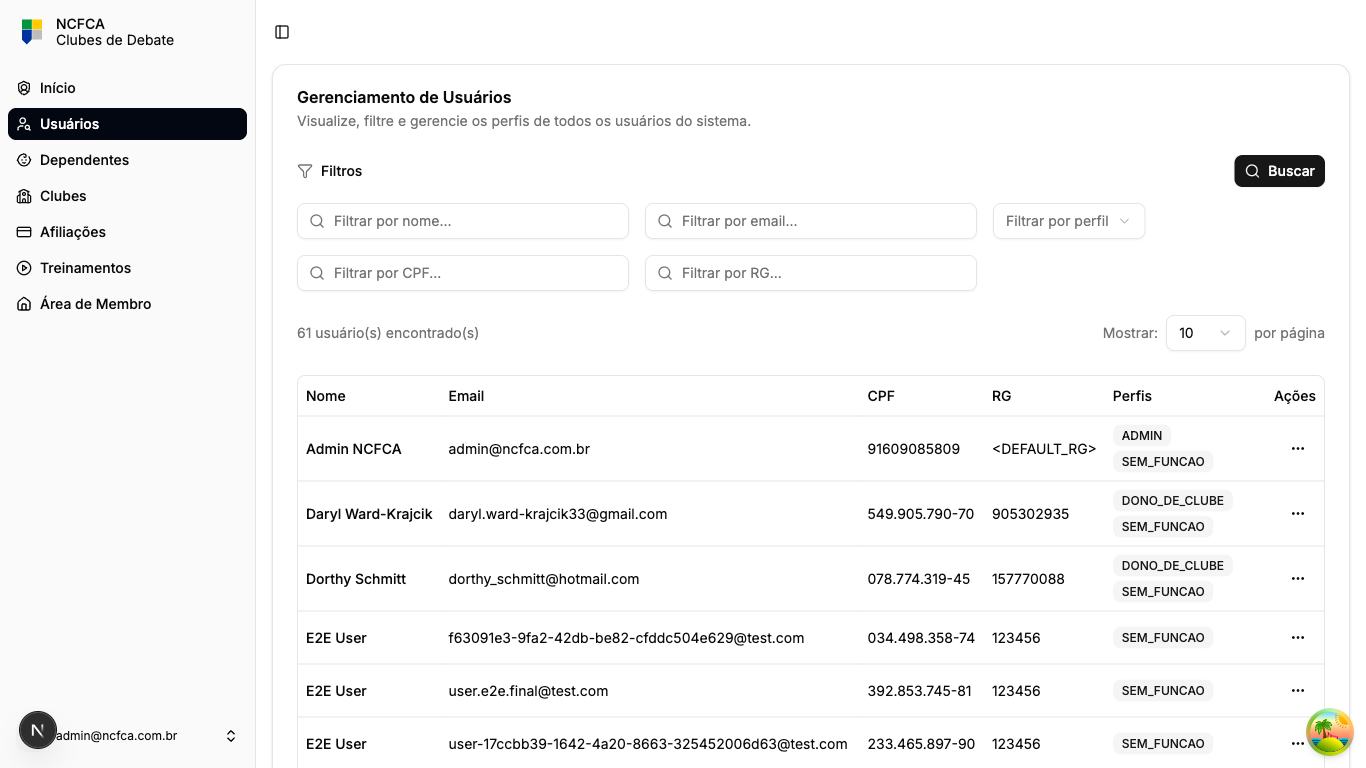 NCFCA
Clubes de Debate
Início
Usuários
Dependentes
Clubes
Afiliações
Treinamentos
Área de Membro
N
admin@ncfca.com.br
Gerenciamento de Usuários
Visualize, filtre e gerencie os perfis de todos os usuários do sistema.
Filtros
Buscar
Filtrar por nome...
Filtrar por email...
Filtrar por perfil
Filtrar por CPF...
Filtrar por RG...
61 usuário(s) encontrado(s)
Mostrar: 10 por página
Nome Email CPF RG Perfis Ações
Admin NCFCA admin@ncfca.com.br 91609085809 <DEFAULT_RG> ADMIN SEM_FUNCAO
Daryl Ward-Krajcik daryl.ward-krajcik33@gmail.com 549.905.790-70 905302935 DONO_DE_CLUBE SEM_FUNCAO
Dorthy Schmitt dorthy_schmitt@hotmail.com 078.774.319-45 157770088 DONO_DE_CLUBE SEM_FUNCAO
E2E User f63091e3-9fa2-42db-be82-cfddc504e629@test.com 034.498.358-74 123456 SEM_FUNCAO
E2E User user.e2e.final@test.com 392.853.745-81 123456 SEM_FUNCAO
E2E User user-17ccbb39-1642-4a20-8663-325452006d63@test.com 233.465.897-90 123456 SEM_FUNCAO